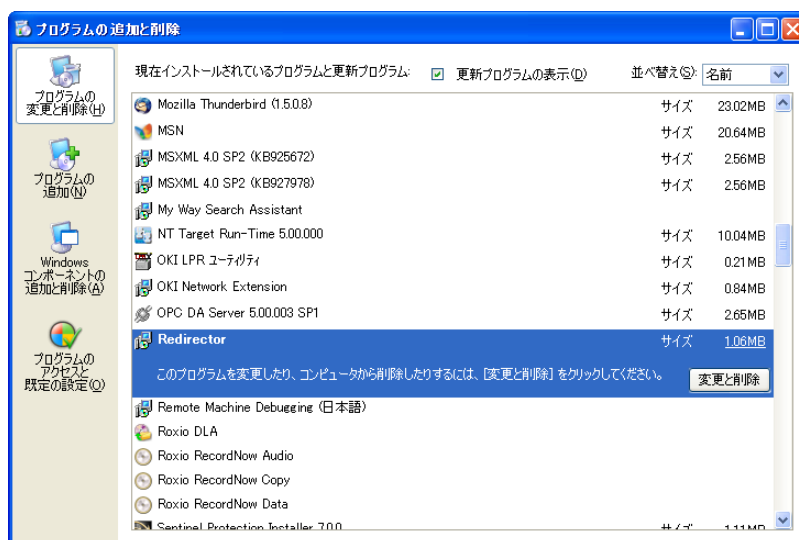 プログラムの追加と削除
プログラムの
変更と削除(H)
プログラムの
追加(N)
Windows
コンポーネントの
追加と削除(A)
プログラムの
アクセスと
既定の設定(O)
現在インストールされているプログラムと更新プログラム: 更新プログラムの表示(D) 並べ替え(S): 名前
Mozilla Thunderbird (1.5.0.8) サイズ 23.02MB
MSN サイズ 20.64MB
MSXML 4.0 SP2 (KB925672) サイズ 2.56MB
MSXML 4.0 SP2 (KB927978) サイズ 2.56MB
My Way Search Assistant
NT Target Run-Time 5.00.000 サイズ 10.04MB
OKI LPR ユーティリティ サイズ 0.21MB
OKI Network Extension サイズ 0.84MB
OPC DA Server 5.00.003 SP1 サイズ 2.65MB
Redirector サイズ 1.06MB
このプログラムを変更したり、コンピュータから削除したりするには、[変更と削除] をクリックしてください。 変更と削除
Remote Machine Debugging (日本語)
Roxio DLA
Roxio RecordNow Audio
Roxio RecordNow Copy
Roxio RecordNow Data
Sentinel Protection Installer 7.0.0 サイズ 1.11MB